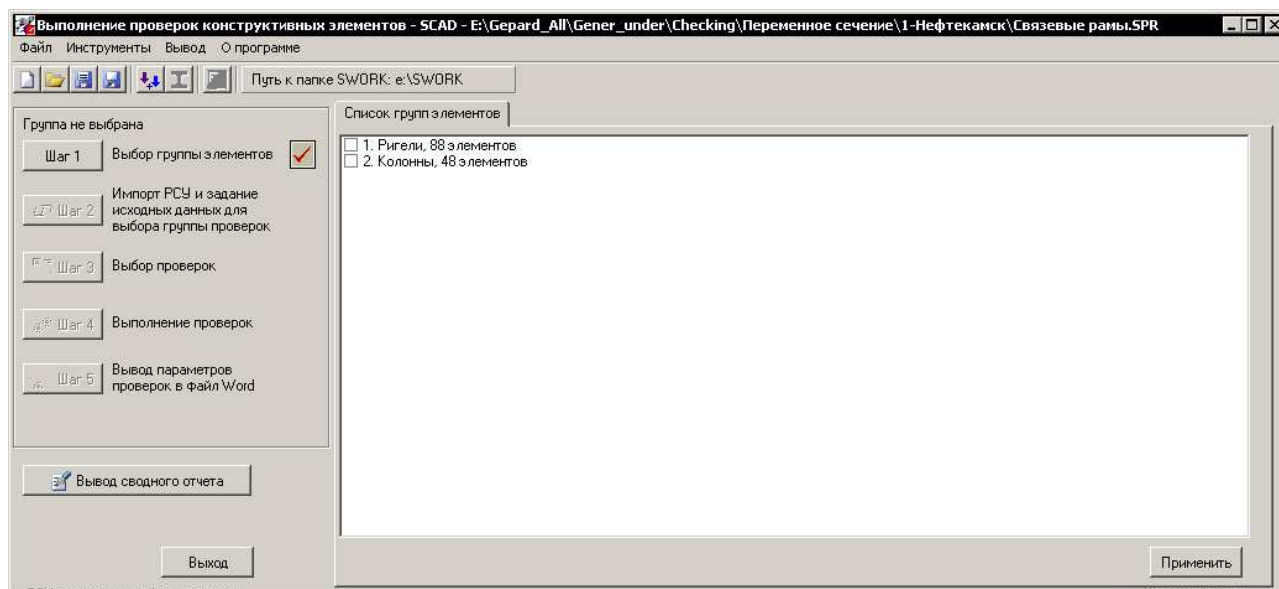 Выполнение проверок конструктивных элементов - SCAD - E:\Gepard_All\Gener_under\Checking\Переменное сечение\1-Нефтекамск\Связевые рамы.SPR
Файл Инструменты Вывод О программе
Путь к папке SWORK: e:\SWORK
Группа не выбрана
Шаг 1 Выбор группы элементов
Шаг 2 Импорт РСУ и задание
исходных данных для
выбора группы проверок
Шаг 3 Выбор проверок
Шаг 4 Выполнение проверок
Шаг 5 Вывод параметров
проверок в файл Word
Вывод сводного отчета
Выход
Список групп элементов
1. Ригели, 88 элементов
2. Колонны, 48 элементов
Применить